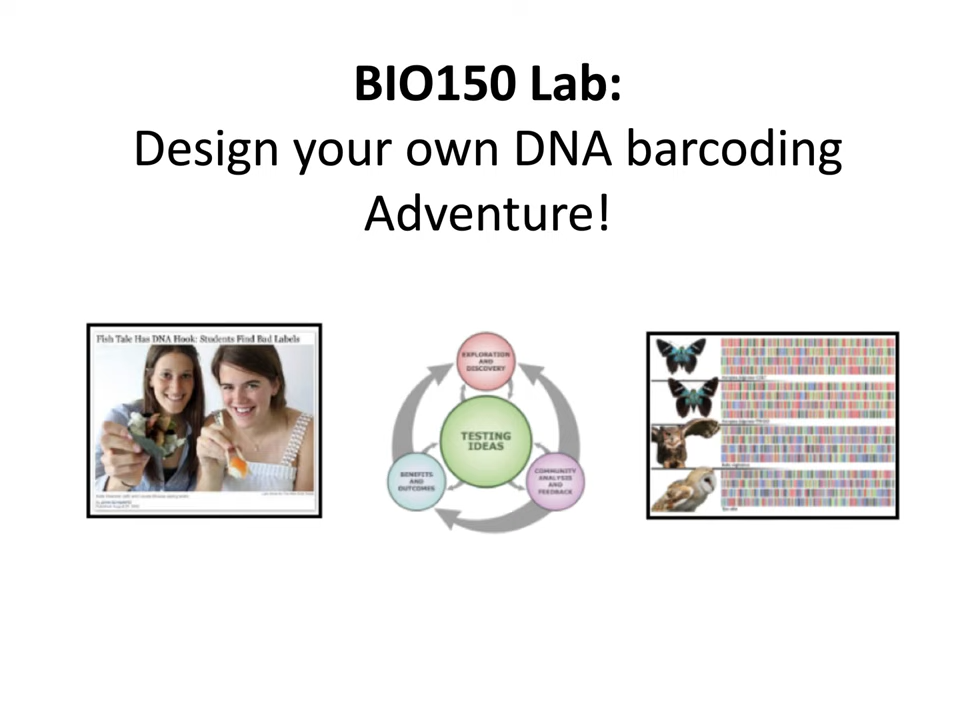 BIO150 Lab:
Design your own DNA barcoding
Adventure!
Fish Tale Has DNA Hook: Students Find Bad Labels
EXPLORATION
AND
DISCOVERY
TESTING
IDEAS
BENEFITS
AND
OUTCOMES
COMMUNITY
ANALYSIS
AND
FEEDBACK